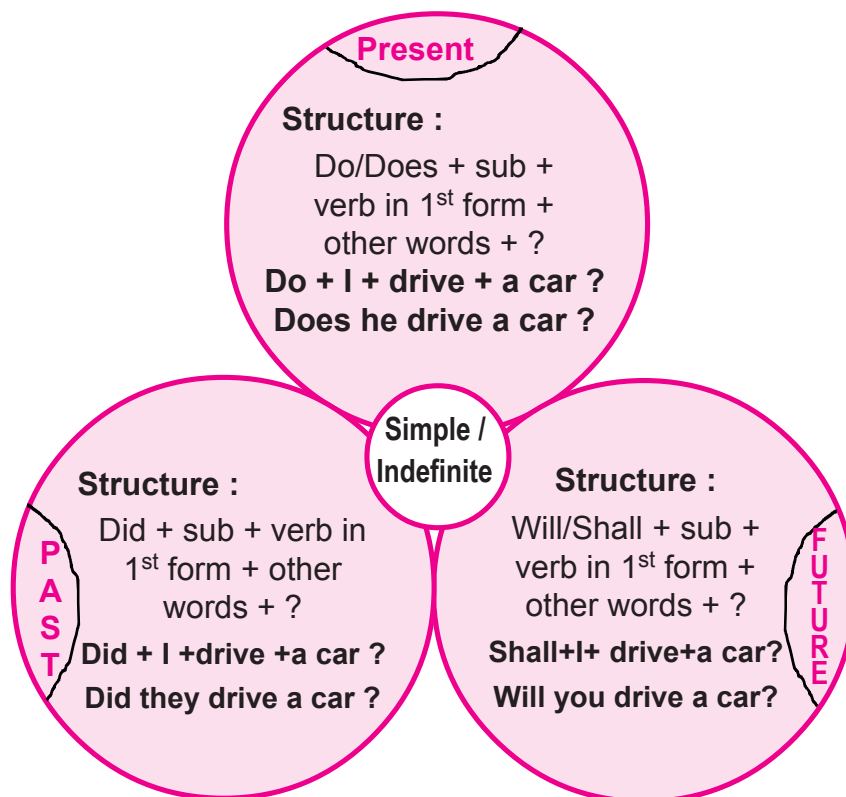 Present
Structure :
Do/Does + sub +
verb in 1st form +
other words + ?
Do + I + drive + a car ?
Does he drive a car ?
Simple /
Indefinite
PAST
Structure :
Did + sub + verb in
1st form + other
words + ?
Did + I +drive +a car ?
Did they drive a car ?
Structure :
Will/Shall + sub +
verb in 1st form +
other words + ?
Shall+I+ drive+a car?
Will you drive a car?
FUTURE